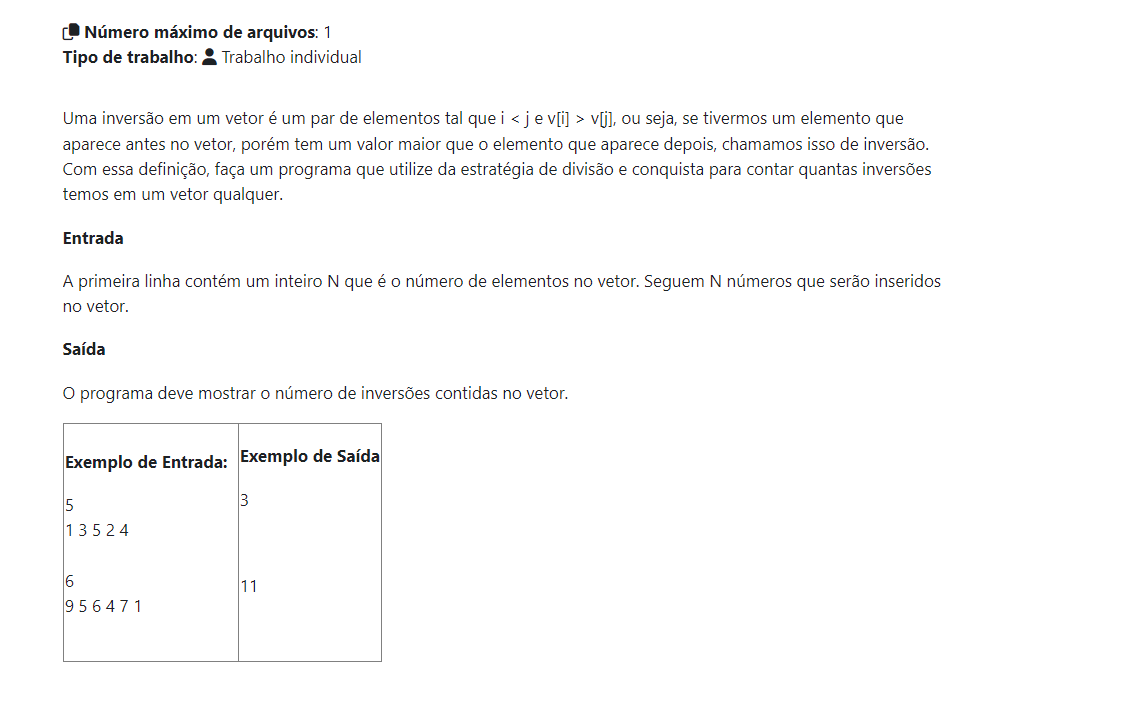 Número máximo de arquivos: 1
Tipo de trabalho: Trabalho individual
Uma inversão em um vetor é um par de elementos tal que i < j e v[i] > v[j], ou seja, se tivermos um elemento que
aparece antes no vetor, porém tem um valor maior que o elemento que aparece depois, chamamos isso de inversão.
Com essa definição, faça um programa que utilize da estratégia de divisão e conquista para contar quantas inversões
temos em um vetor qualquer.
Entrada
A primeira linha contém um inteiro N que é o número de elementos no vetor. Seguem N números que serão inseridos
no vetor.
Saída
O programa deve mostrar o número de inversões contidas no vetor.
Exemplo de Entrada:
5
1 3 5 2 4
6
9 5 6 4 7 1
Exemplo de Saída
3
11